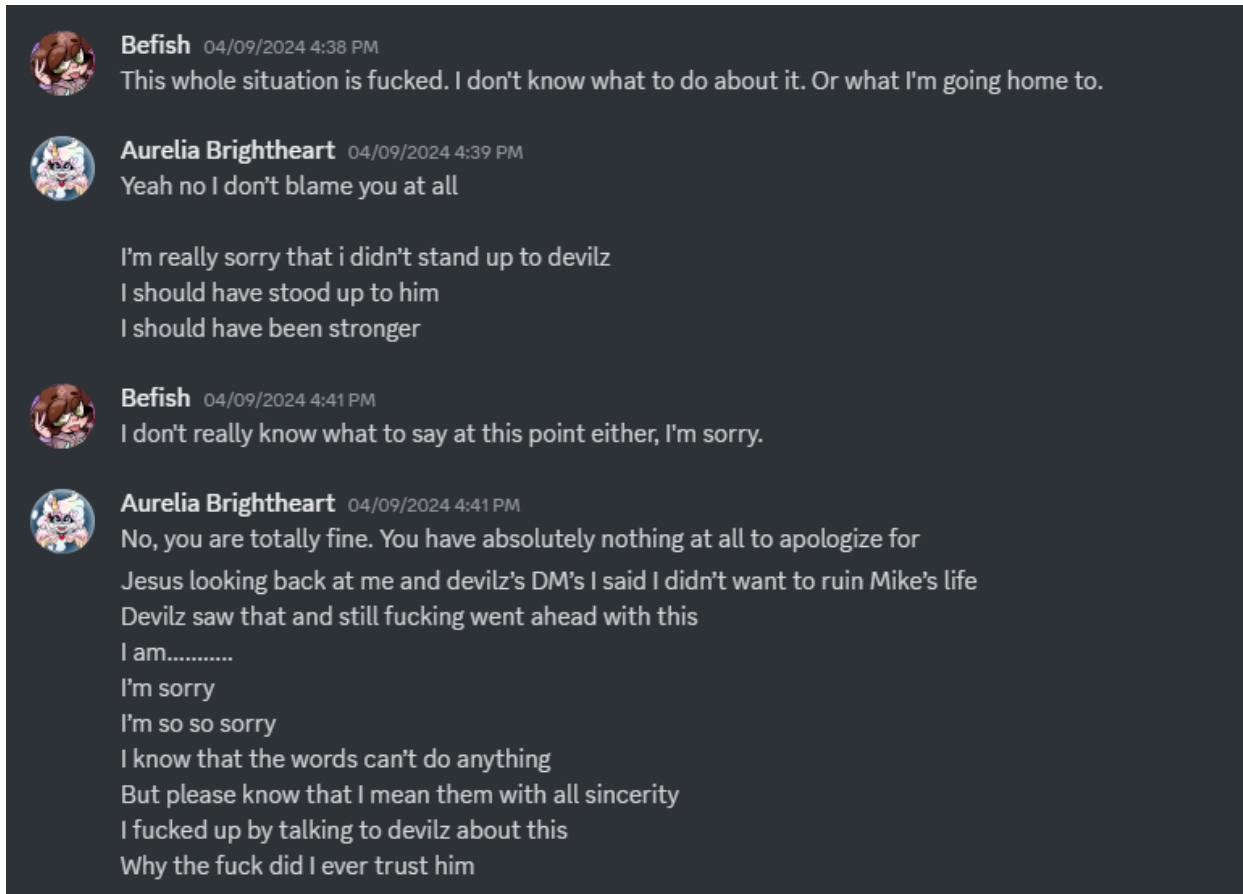 Befish 04/09/2024 4:38 PM
This whole situation is fucked. I don't know what to do about it. Or what I'm going home to.
Aurelia Brightheart 04/09/2024 4:39 PM
Yeah no I don’t blame you at all
I’m really sorry that i didn’t stand up to devilz
I should have stood up to him
I should have been stronger
Befish 04/09/2024 4:41 PM
I don't really know what to say at this point either, I'm sorry.
Aurelia Brightheart 04/09/2024 4:41 PM
No, you are totally fine. You have absolutely nothing at all to apologize for
Jesus looking back at me and devilz’s DM’s I said I didn’t want to ruin Mike’s life
Devilz saw that and still fucking went ahead with this
I am...........
I’m sorry
I’m so so sorry
I know that the words can’t do anything
But please know that I mean them with all sincerity
I fucked up by talking to devilz about this
Why the fuck did I ever trust him